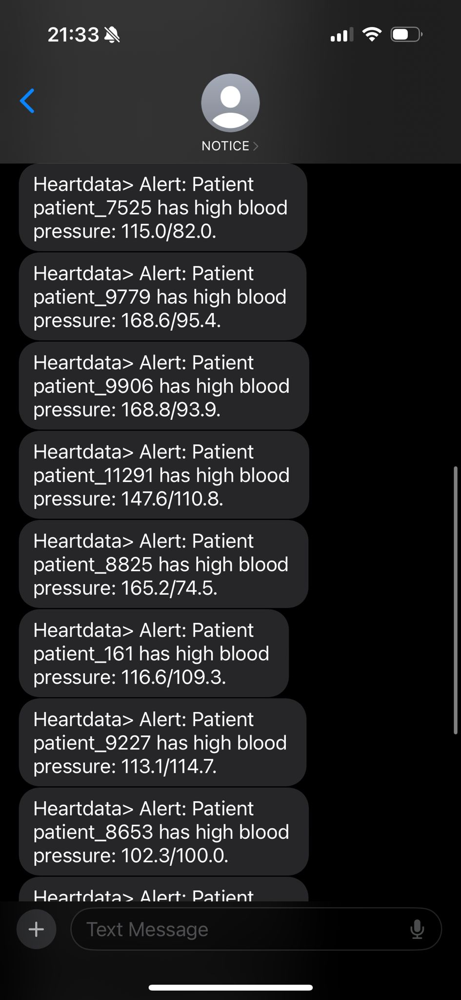 21:33
NOTICE
Heartdata> Alert: Patient
patient_7525 has high blood
pressure: 115.0/82.0.
Heartdata> Alert: Patient
patient_9779 has high blood
pressure: 168.6/95.4.
Heartdata> Alert: Patient
patient_9906 has high blood
pressure: 168.8/93.9.
Heartdata> Alert: Patient
patient_11291 has high blood
pressure: 147.6/110.8.
Heartdata> Alert: Patient
patient_8825 has high blood
pressure: 165.2/74.5.
Heartdata> Alert: Patient
patient_161 has high blood
pressure: 116.6/109.3.
Heartdata> Alert: Patient
patient_9227 has high blood
pressure: 113.1/114.7.
Heartdata> Alert: Patient
patient_8653 has high blood
pressure: 102.3/100.0.
Heartdata> Alert: Patient
Text Message